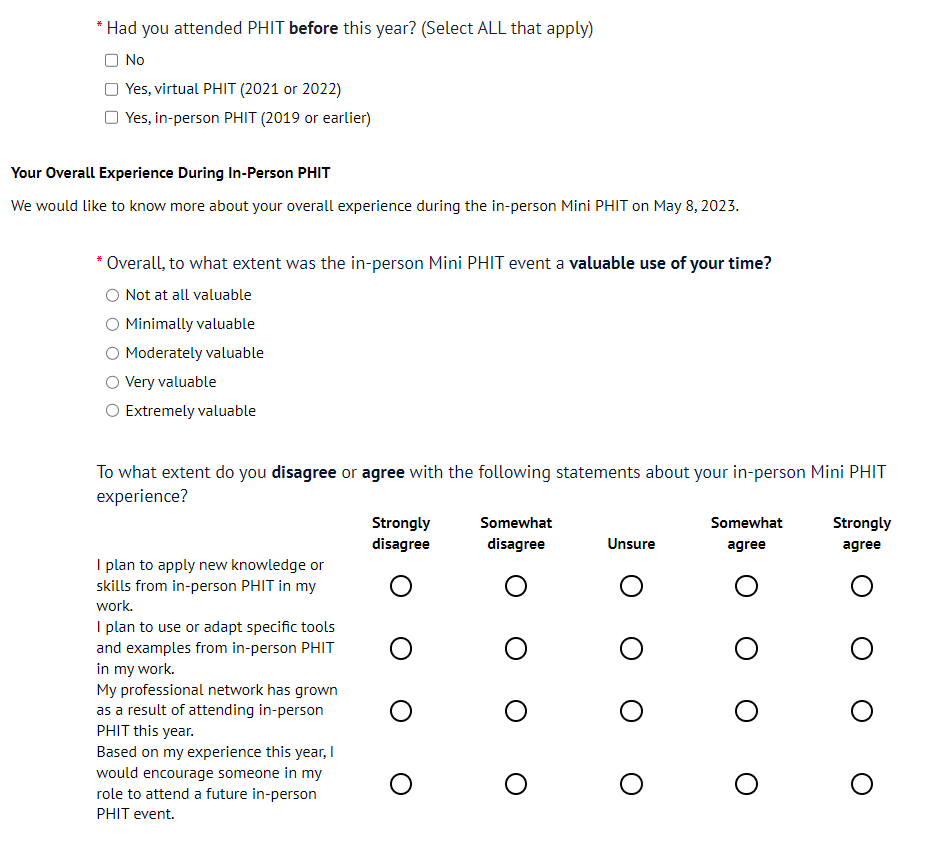 * Had you attended PHIT before this year? (Select ALL that apply)
No
Yes, virtual PHIT (2021 or 2022)
Yes, in-person PHIT (2019 or earlier)
Your Overall Experience During In-Person PHIT
We would like to know more about your overall experience during the in-person Mini PHIT on May 8, 2023.
* Overall, to what extent was the in-person Mini PHIT event a valuable use of your time?
Not at all valuable
Minimally valuable
Moderately valuable
Very valuable
Extremely valuable
To what extent do you disagree or agree with the following statements about your in-person Mini PHIT
experience?
Strongly Somewhat Somewhat Strongly
disagree disagree Unsure agree agree
I plan to apply new knowledge or
skills from in-person PHIT in my
work.
I plan to use or adapt specific tools
and examples from in-person PHIT
in my work.
My professional network has grown
as a result of attending in-person
PHIT this year.
Based on my experience this year, I
would encourage someone in my
role to attend a future in-person
PHIT event.